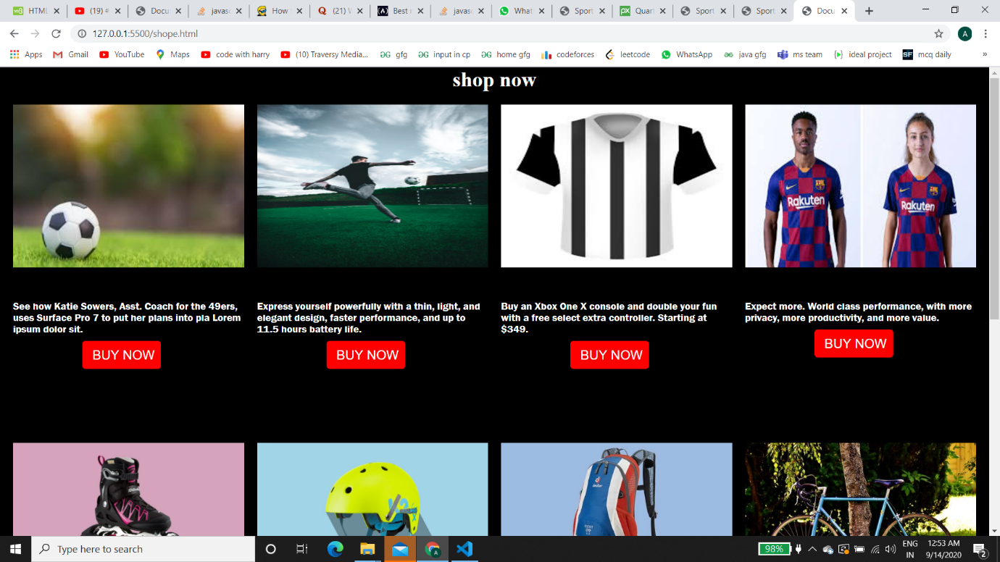 HTML
(19) #
Docu
javasc
How
(21) W
Best r
javasc
What
Sport
Quart
Sport
Sport
Docu
127.0.0.1:5500/shope.html
A
Apps
Gmail
YouTube
Maps
code with harry
(10) Traversy Media...
gfg
input in cp
home gfg
codeforces
leetcode
WhatsApp
java gfg
ms team
ideal project
SF
mcq daily
»
shop now
Rakuten
Rakuten
See how Katie Sowers, Asst. Coach for the 49ers,
uses Surface Pro 7 to put her plans into pla Lorem
ipsum dolor sit.
BUY NOW
Express yourself powerfully with a thin, light, and
elegant design, faster performance, and up to
11.5 hours battery life.
BUY NOW
Buy an Xbox One X console and double your fun
with a free select extra controller. Starting at
$349.
BUY NOW
Expect more. World class performance, with more
privacy, more productivity, and more value.
BUY NOW
deuter
Type here to search
98%
ENG
IN
12:53 AM
9/14/2020
2